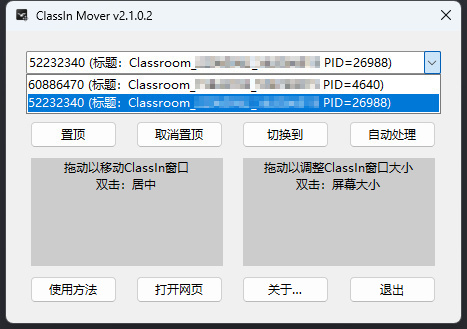 ClassIn Mover v2.1.0.2
52232340 (标题：Classroom_ PID=26988)
60886470 (标题：Classroom_ PID=4640)
52232340 (标题：Classroom_ PID=26988)
置顶 取消置顶 切换到 自动处理
拖动以移动ClassIn窗口
双击：居中
拖动以调整ClassIn窗口大小
双击：屏幕大小
使用方法 打开网页 关于... 退出